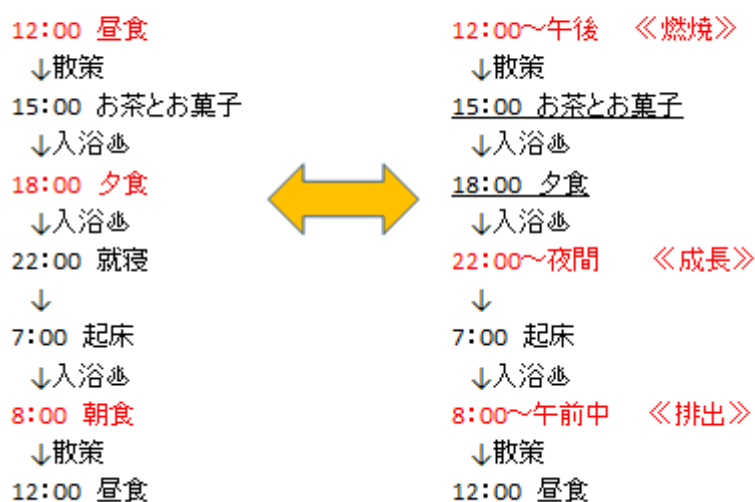 12:00 昼食
↓散策
15:00 お茶とお菓子
↓入浴♨
18:00 夕食
↓入浴♨
22:00 就寝
↓
7:00 起床
↓入浴♨
8:00 朝食
↓散策
12:00 昼食
12:00～午後 ≪燃焼≫
↓散策
15:00 お茶とお菓子
↓入浴♨
18:00 夕食
↓入浴♨
22:00～夜間 ≪成長≫
↓
7:00 起床
↓入浴♨
8:00～午前中 ≪排出≫
↓散策
12:00 昼食